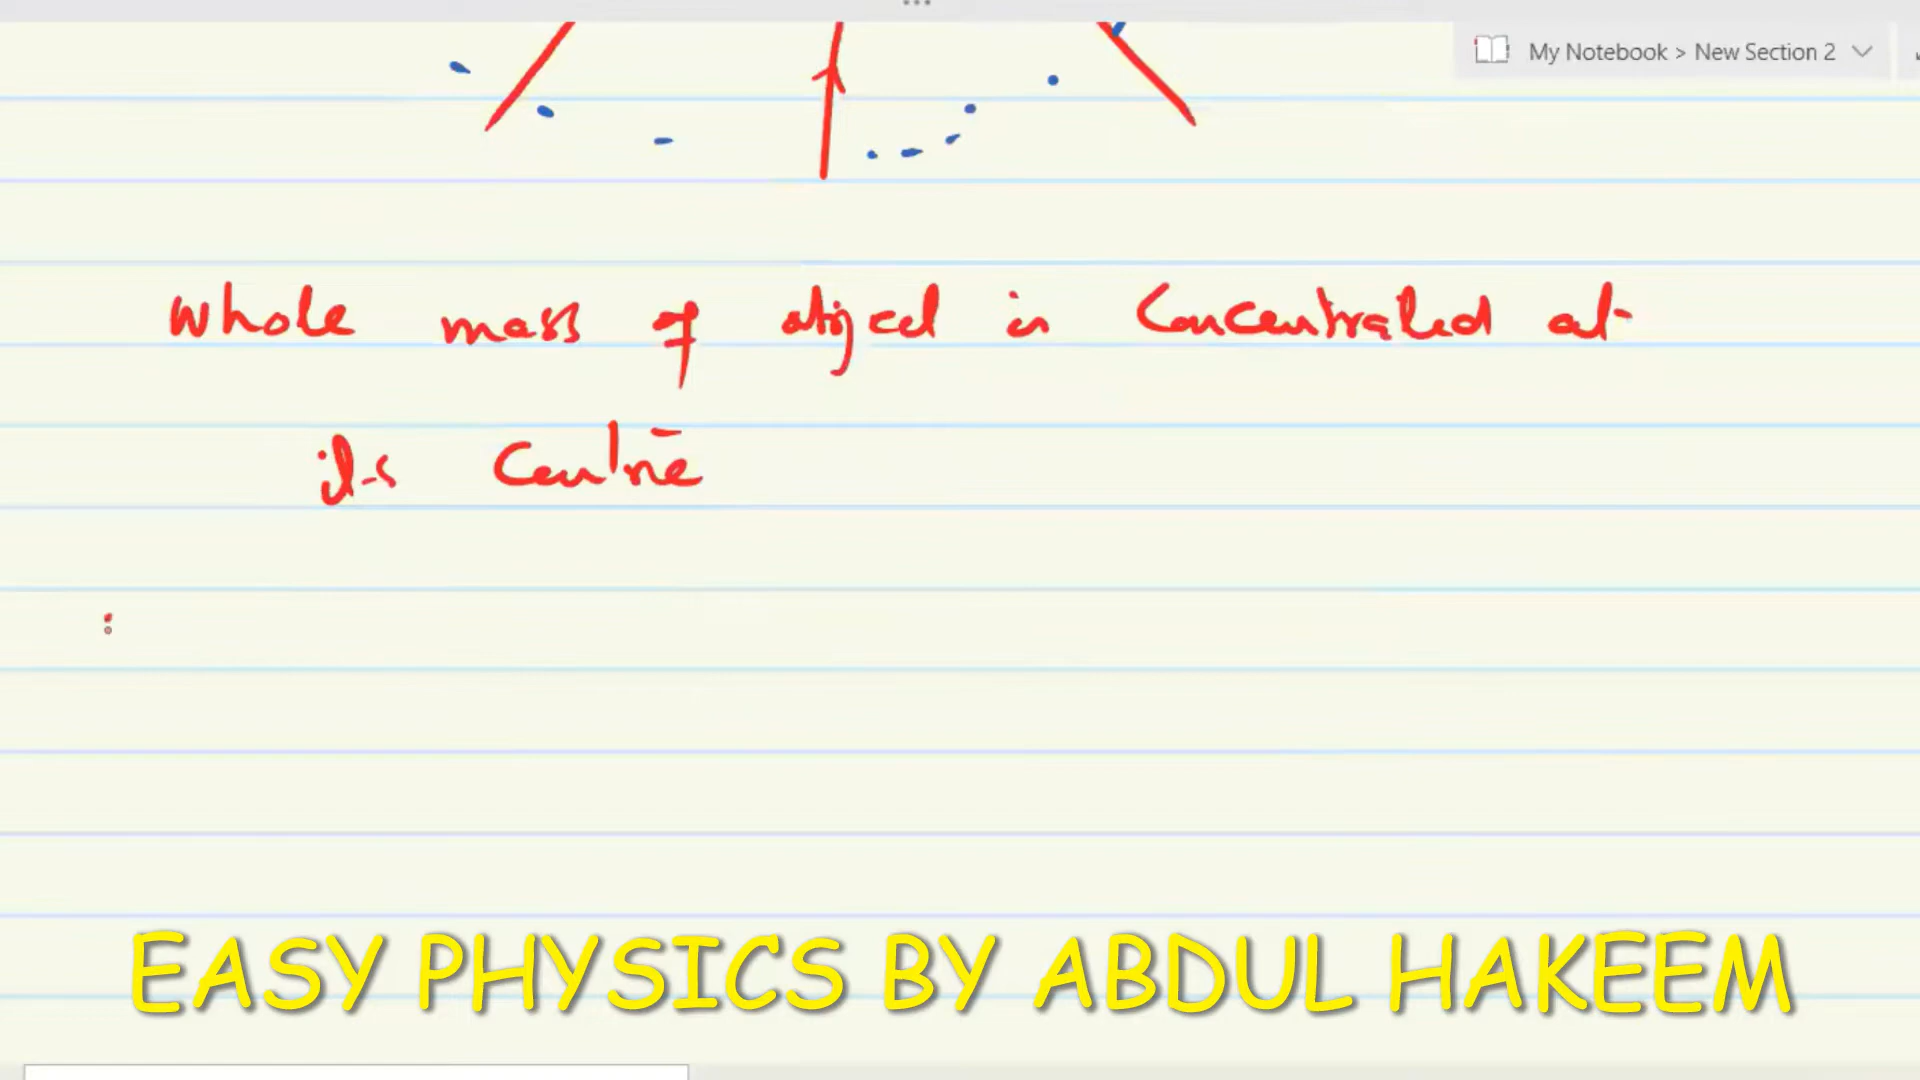 My Notebook > New Section 2
Whole mass of object is concentrated at
its centre
EASY PHYSICS BY ABDUL HAKEEM